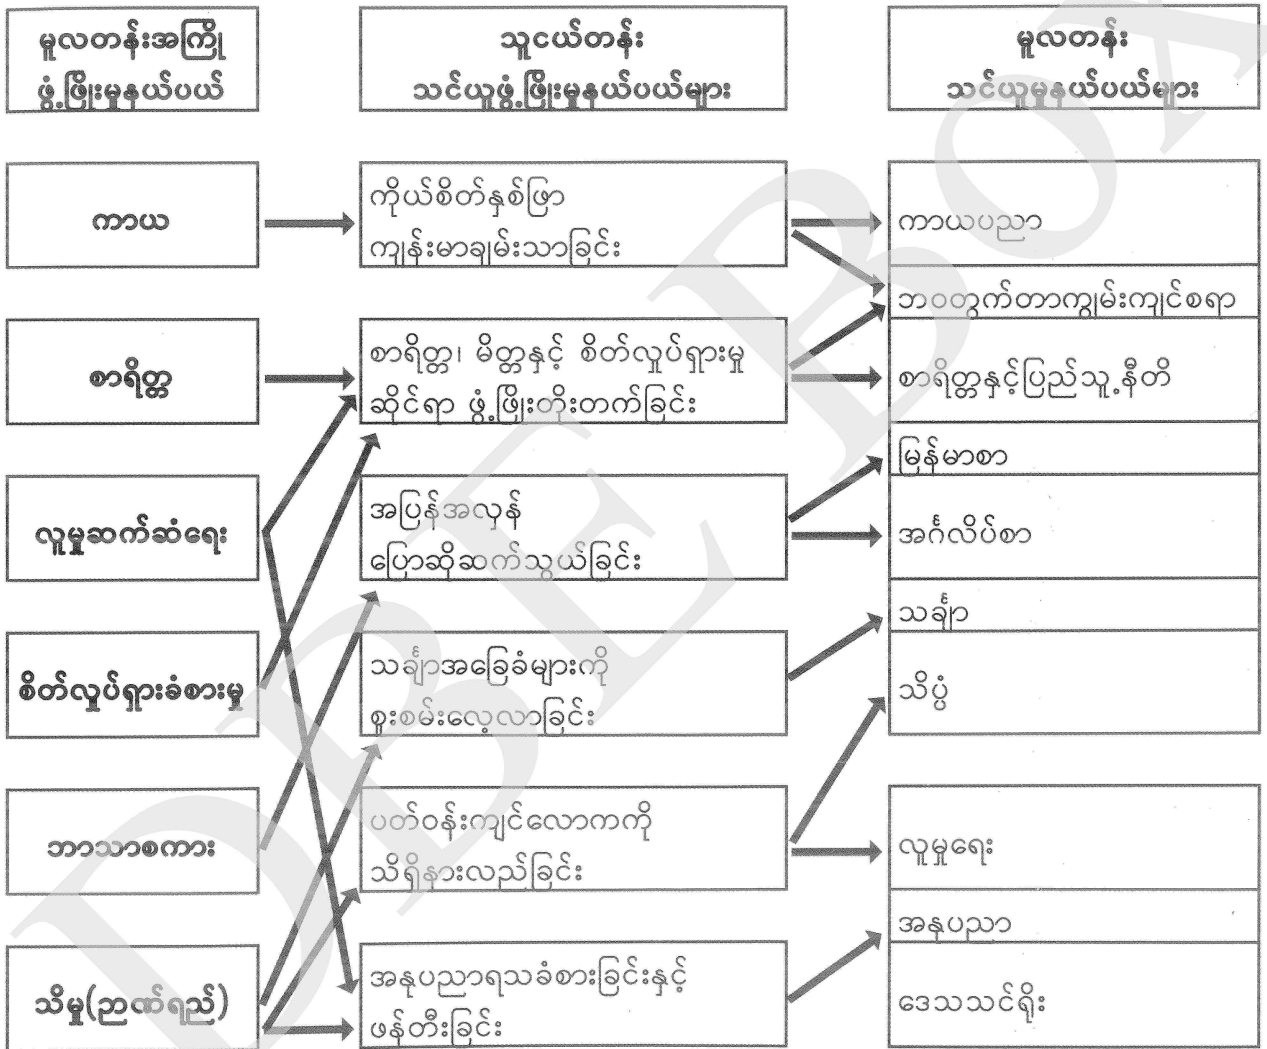 မူလတန်းအကြို
ဖွံ့ဖြိုးမှုနယ်ပယ်
သူငယ်တန်း
သင်ယူဖွံ့ဖြိုးမှုနယ်ပယ်များ
မူလတန်း
သင်ယူမှုနယ်ပယ်များ
ကာယ
ကိုယ်စိတ်နှစ်ဖြာ
ကျန်းမာချမ်းသာခြင်း
ကာယပညာ
ဘဝတွက်တာကျွမ်းကျင်စရာ
စာရိတ္တ
စာရိတ္တ၊ မိတ္တနှင့် စိတ်လှုပ်ရှားမှု
ဆိုင်ရာ ဖွံ့ဖြိုးတိုးတက်ခြင်း
စာရိတ္တနှင့်ပြည်သူ့နီတိ
မြန်မာစာ
လူမှုဆက်ဆံရေး
အပြန်အလှန်
ပြောဆိုဆက်သွယ်ခြင်း
အင်္ဂလိပ်စာ
သင်္ချာ
စိတ်လှုပ်ရှားခံစားမှု
သင်္ချာအခြေခံများကို
စူးစမ်းလေ့လာခြင်း
သိပ္ပံ
ဘာသာစကား
ပတ်ဝန်းကျင်လောကကို
သိရှိနားလည်ခြင်း
လူမှုရေး
အနုပညာ
သိမှု(ဉာဏ်ရည်)
အနုပညာရသခံစားခြင်းနှင့်
ဖန်တီးခြင်း
ဒေသသင်ရိုး
DBE BOX